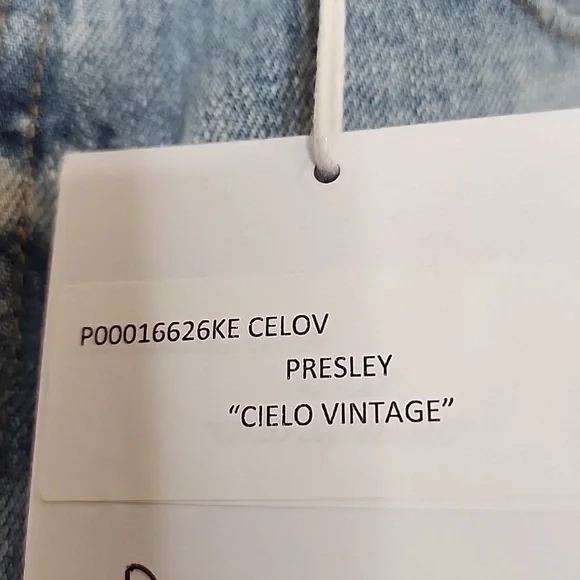 P00016626KE CELOV
PRESLEY
“CIELO VINTAGE”